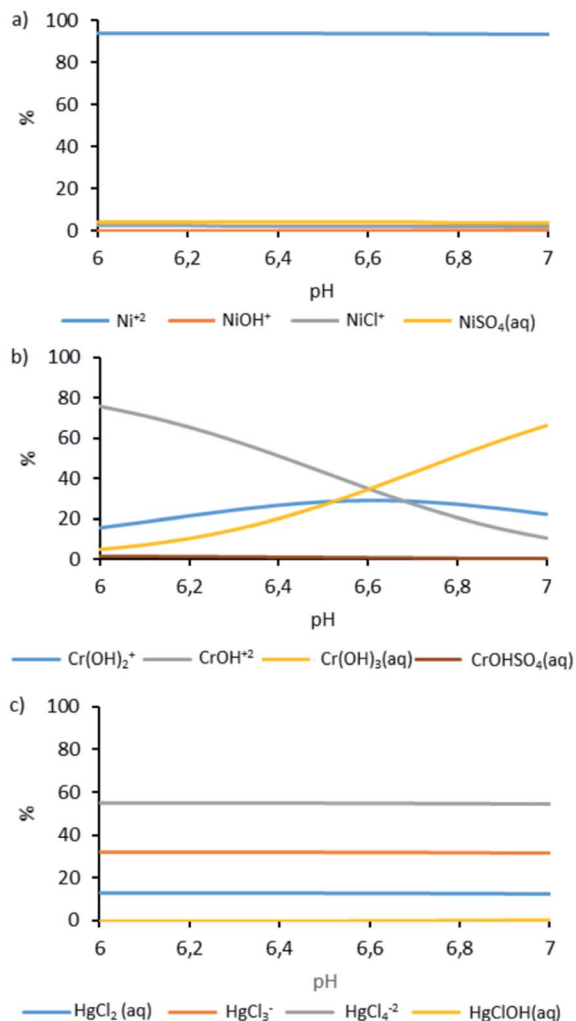 a)
100
80
60
40
20
0
%
6 6,2 6,4 6,6 6,8 7
pH
Ni⁺² NiOH⁺ NiCl⁺ NiSO₄(aq)
b)
100
80
60
40
20
0
%
6 6,2 6,4 6,6 6,8 7
pH
Cr(OH)₂⁺ CrOH⁺² Cr(OH)₃(aq) CrOHSO₄(aq)
c)
100
80
60
40
20
0
%
6 6,2 6,4 6,6 6,8 7
pH
HgCl₂ (aq) HgCl₃⁻ HgCl₄⁻² HgClOH(aq)